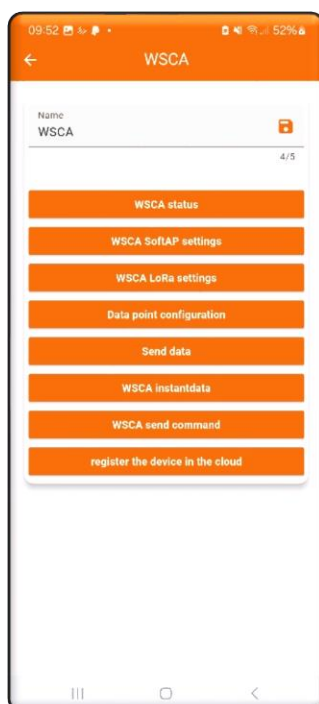 09:52 52%
WSCA
Name
WSCA
4/5
WSCA status
WSCA SoftAP settings
WSCA LoRa settings
Data point configuration
Send data
WSCA instantdata
WSCA send command
register the device in the cloud